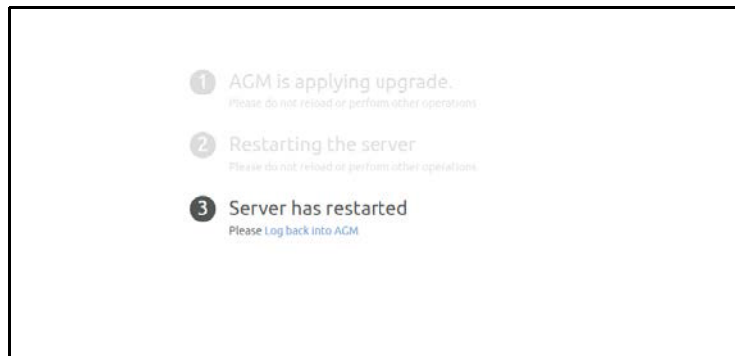 1 AGM is applying upgrade.
Please do not reload or perform other operations
2 Restarting the server
Please do not reload or perform other operations
3 Server has restarted
Please Log back into AGM